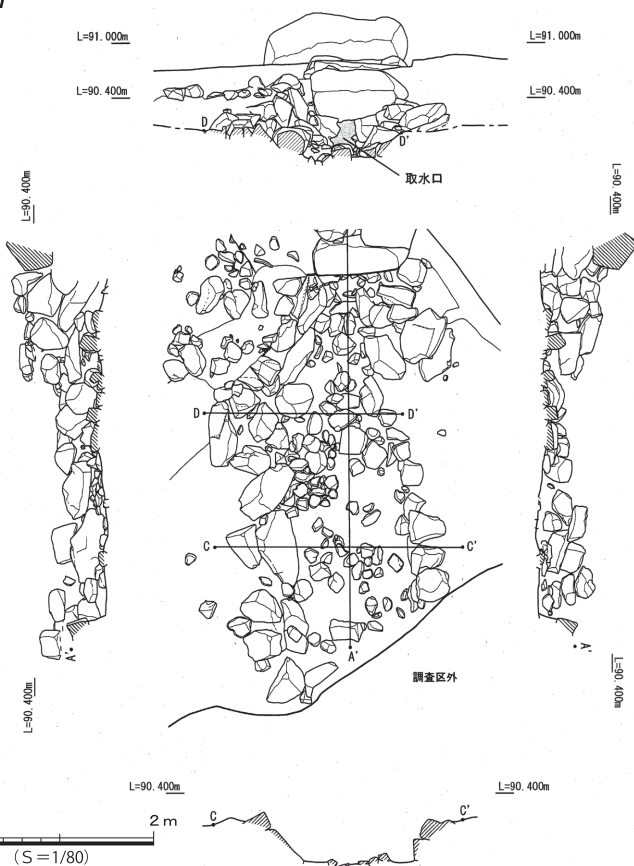 L=91.000m
L=91.000m
L=90.400m
L=90.400m
D
D'
取水口
L=90.400m
L=90.400m
D
D'
C
C'
A'
A'
A'
調査区外
L=90.400m
L=90.400m
L=90.400m
L=90.400m
C
C'
2 m
(S=1/80)